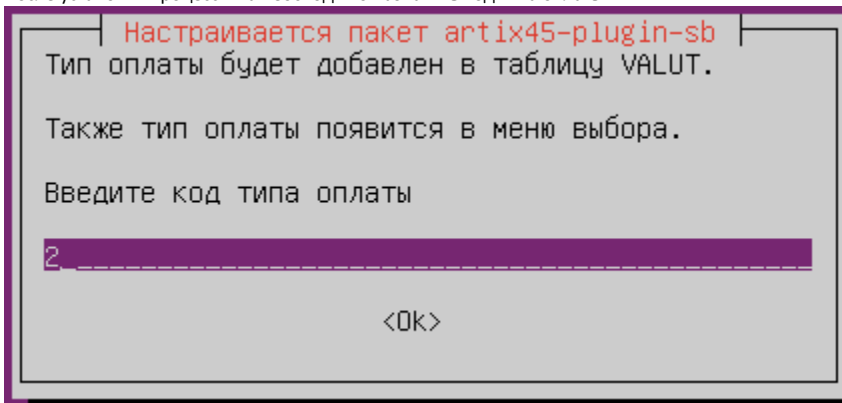 Настраивается пакет artix45-plugin-sb
Тип оплаты будет добавлен в таблицу VALUT.
Также тип оплаты появится в меню выбора.
Введите код типа оплаты
2
<Ok>